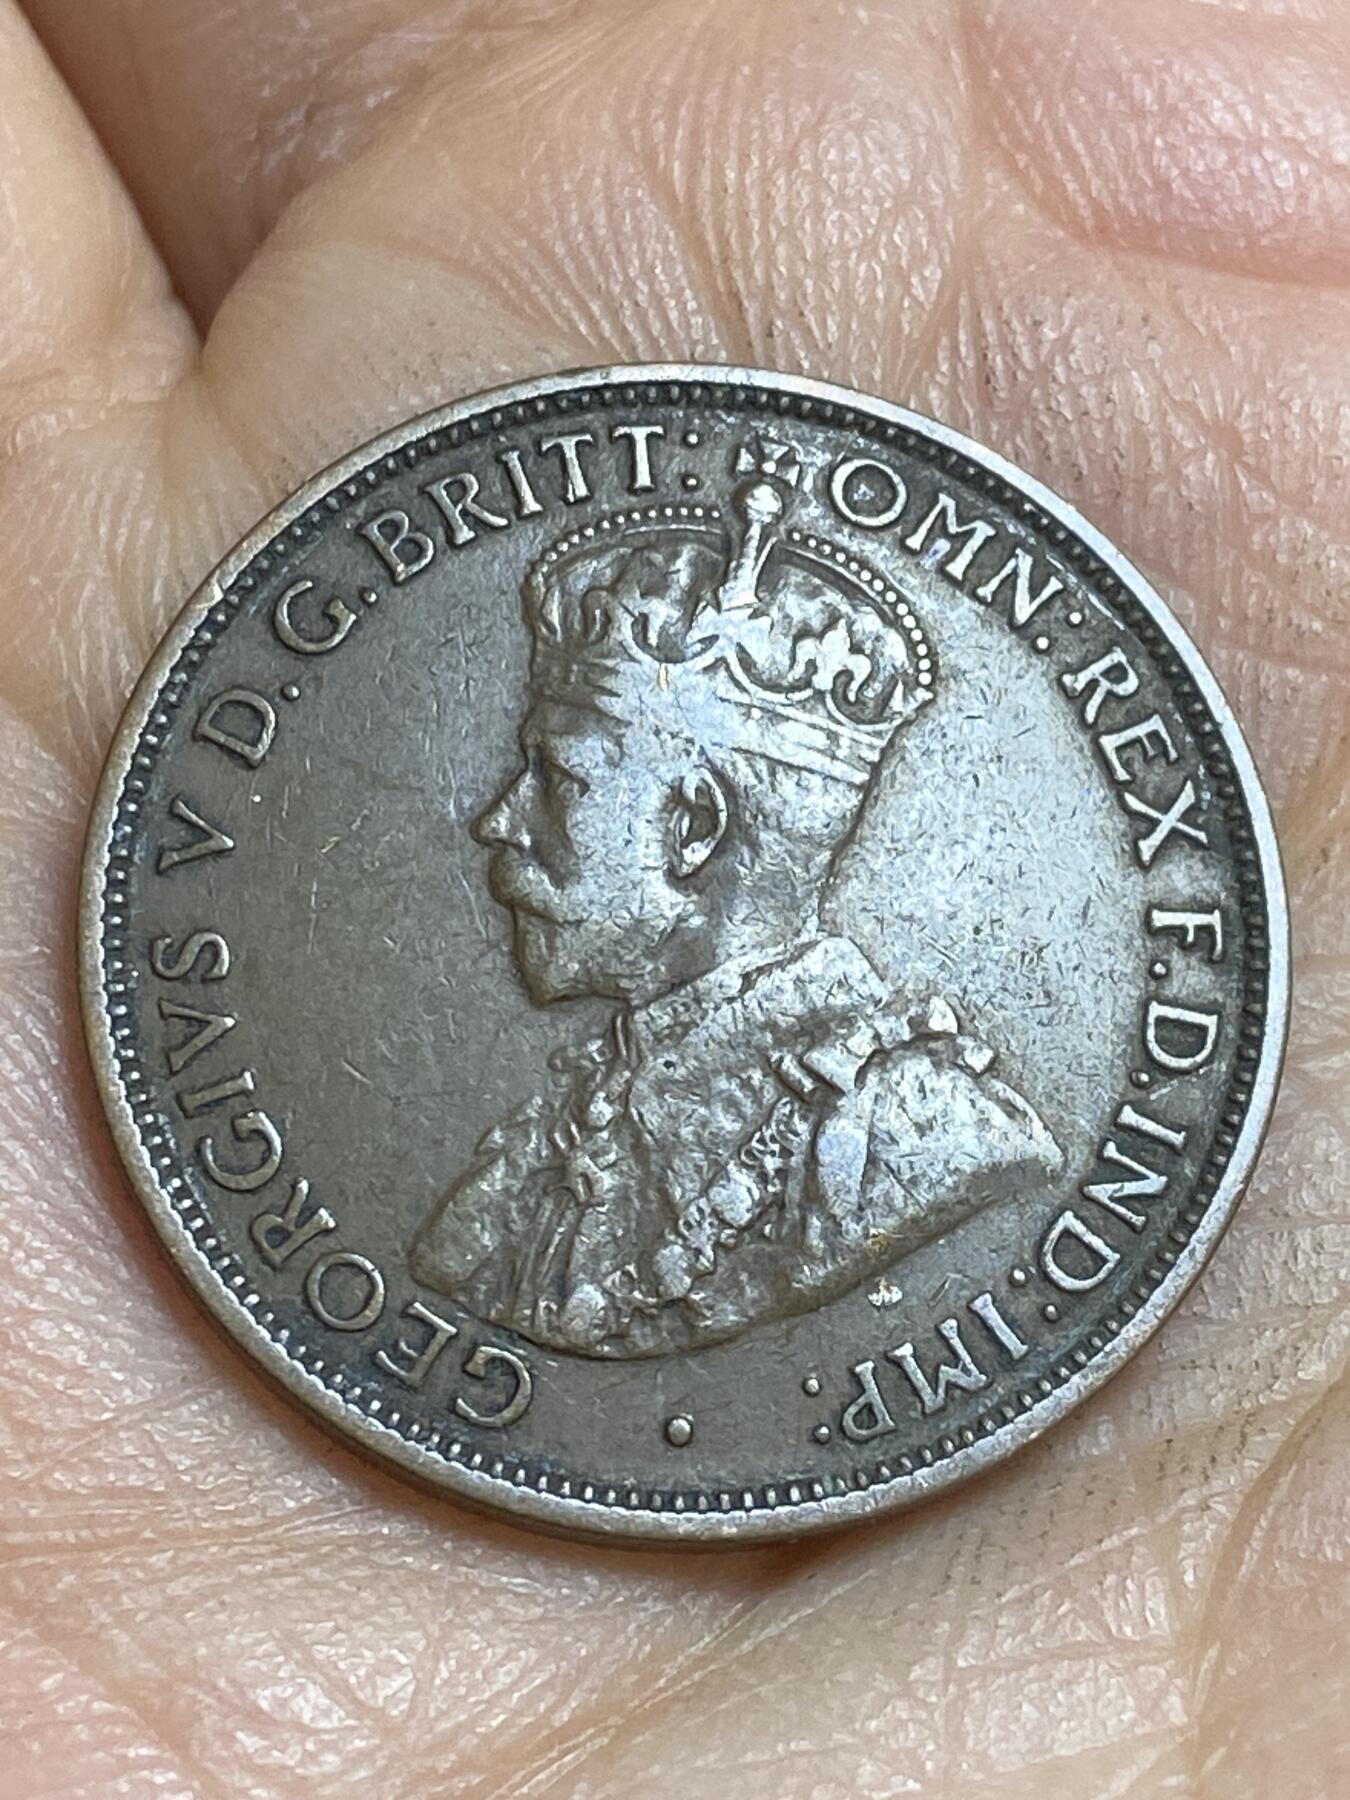 GEORGIVS V D.G.BRITT: OMN: REX F.D.IND:IMP: